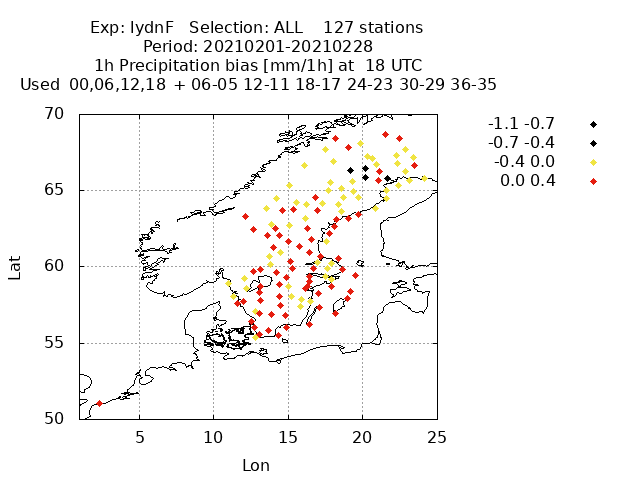 Exp: IydnF   Selection: ALL    127 stations
Period: 20210201-20210228
1h Precipitation bias [mm/1h] at  18 UTC
Used  00,06,12,18 + 06-05 12-11 18-17 24-23 30-29 36-35
-1.1 -0.7
-0.7 -0.4
-0.4 0.0
0.0 0.4
70
65
60
55
50
Lat
5 10 15 20 25
Lon